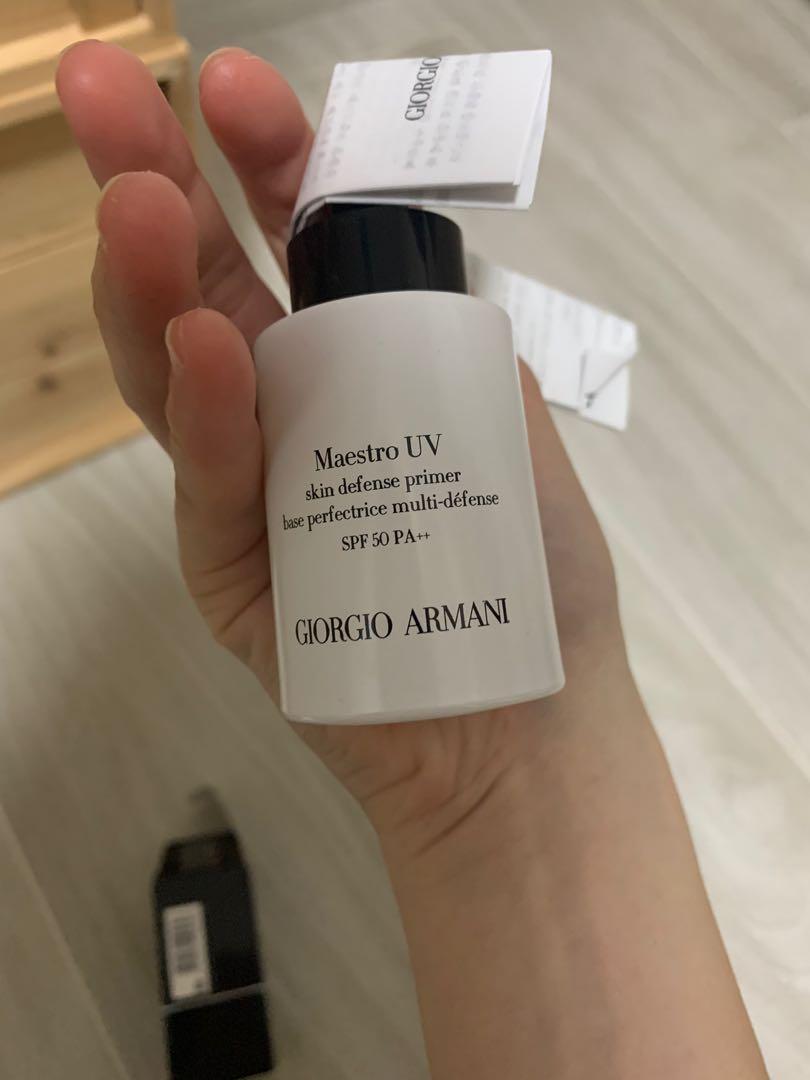 GIORGIO
Maestro UV
skin defense primer
base perfectrice multi-défense
SPF 50 PA++
GIORGIO ARMANI